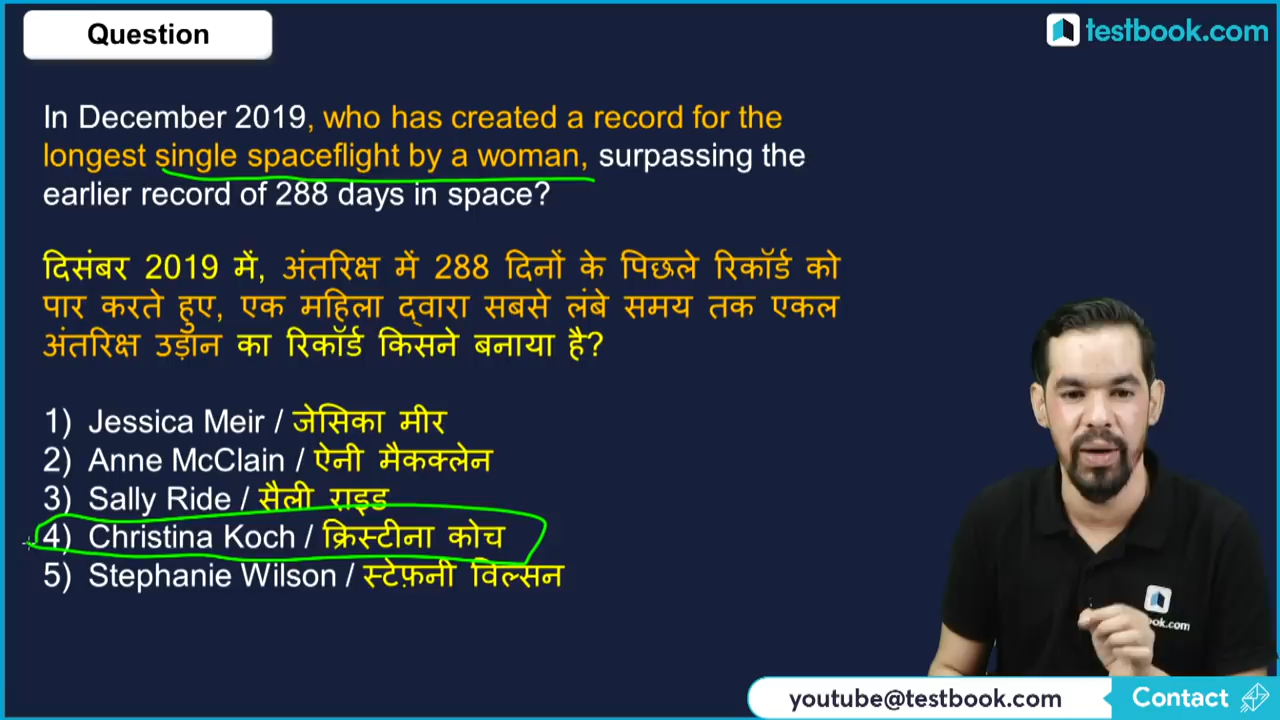 Question
testbook.com
In December 2019, who has created a record for the
longest single spaceflight by a woman, surpassing the
earlier record of 288 days in space?
दिसंबर 2019 में, अंतरिक्ष में 288 दिनों के पिछले रिकॉर्ड को
पार करते हुए, एक महिला द्वारा सबसे लंबे समय तक एकल
अंतरिक्ष उड़ान का रिकॉर्ड किसने बनाया है?
1) Jessica Meir / जेसिका मीर
2) Anne McClain / ऐनी मैकक्लेन
3) Sally Ride / सैली राइड
4) Christina Koch / क्रिस्टीना कोच
5) Stephanie Wilson / स्टेफ़नी विल्सन
ook.com
youtube@testbook.com
Contact